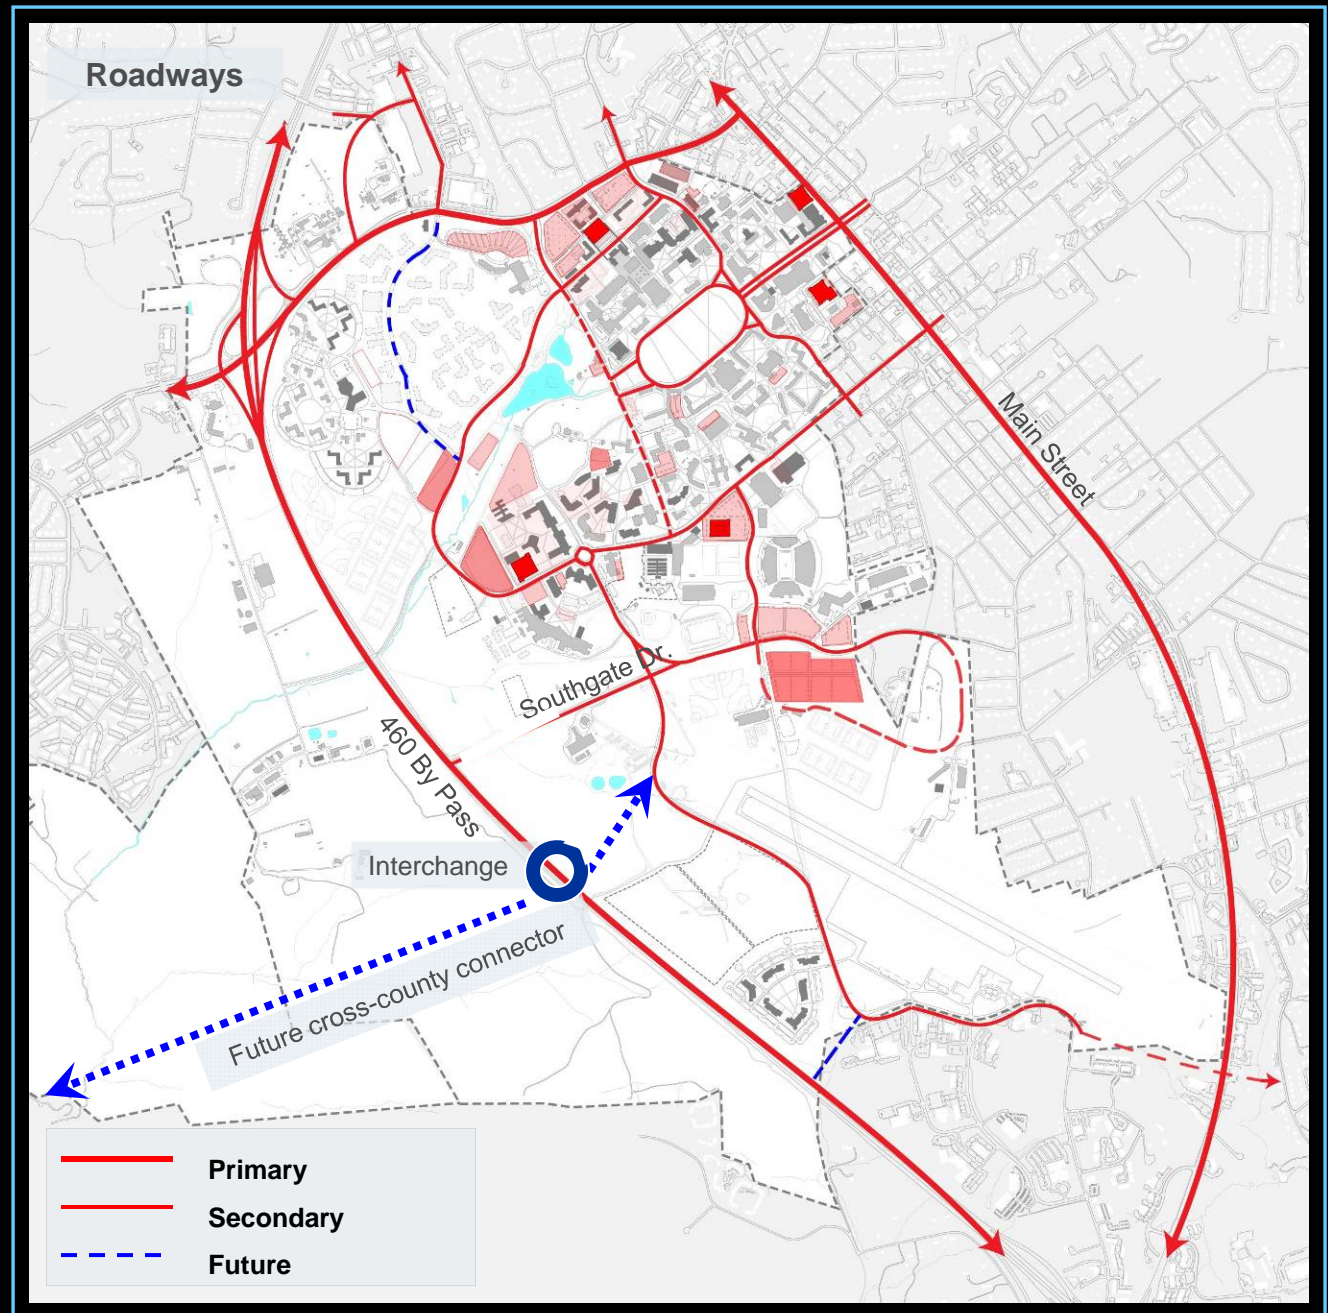 Roadways
Main Street
Southgate Dr.
460 By Pass
Interchange
Future cross-county connector
Primary
Secondary
Future